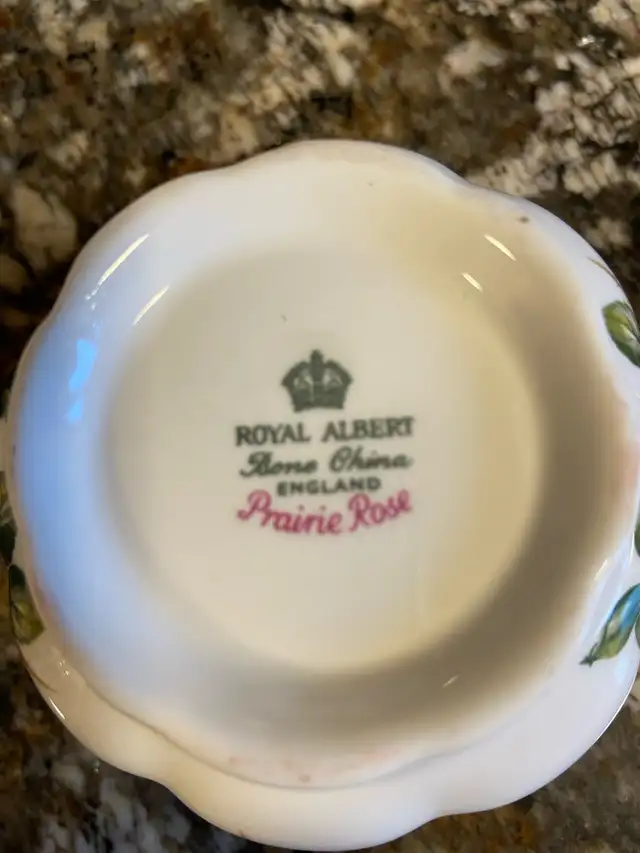 ROYAL ALBERT
Bone China
ENGLAND
Prairie Rose